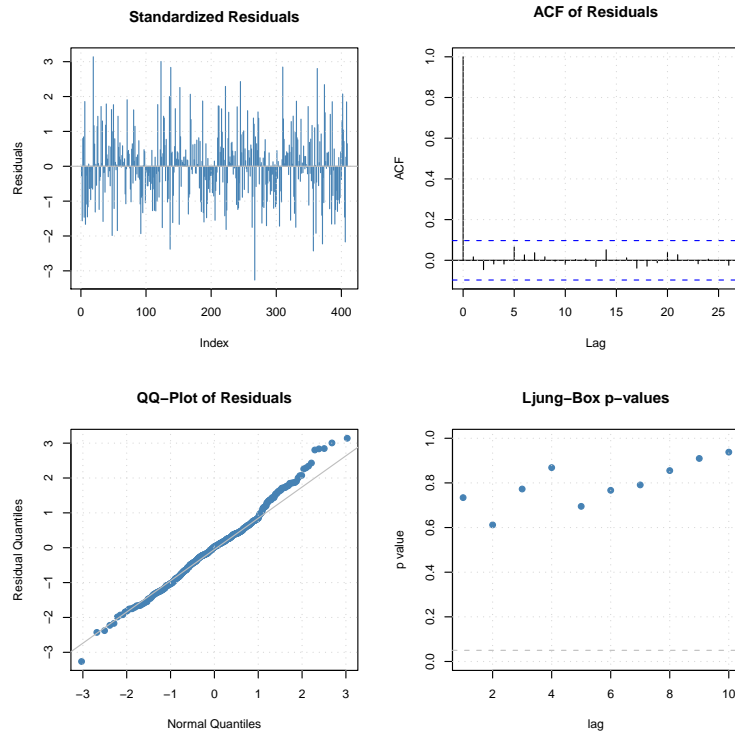 Standardized Residuals
Residuals
3
2
1
0
−1
−2
−3
0 100 200 300 400
Index
ACF of Residuals
ACF
1.0
0.8
0.6
0.4
0.2
0.0
0 5 10 15 20 25
Lag
QQ−Plot of Residuals
Residual Quantiles
3
2
1
0
−1
−2
−3
−3 −2 −1 0 1 2 3
Normal Quantiles
Ljung−Box p−values
p value
1.0
0.8
0.6
0.4
0.2
0.0
2 4 6 8 10
lag